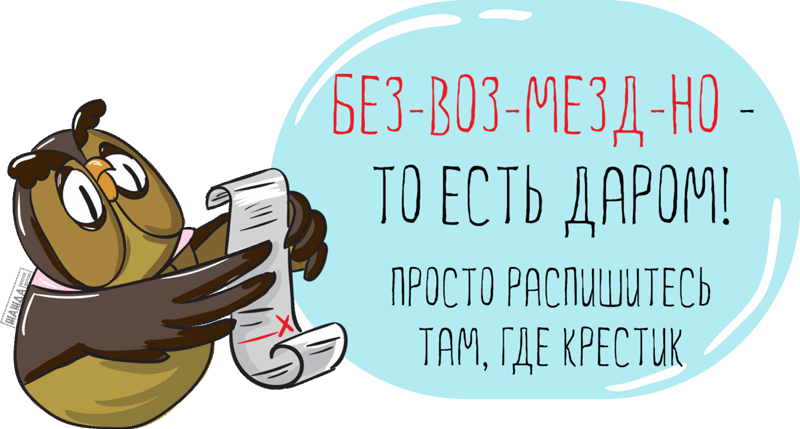 БЕЗ-ВОЗ-МЕЗД-НО -
ТО ЕСТЬ ДАРОМ!
ПРОСТО РАСПИШИТЕСЬ
ТАМ, ГДЕ КРЕСТИК